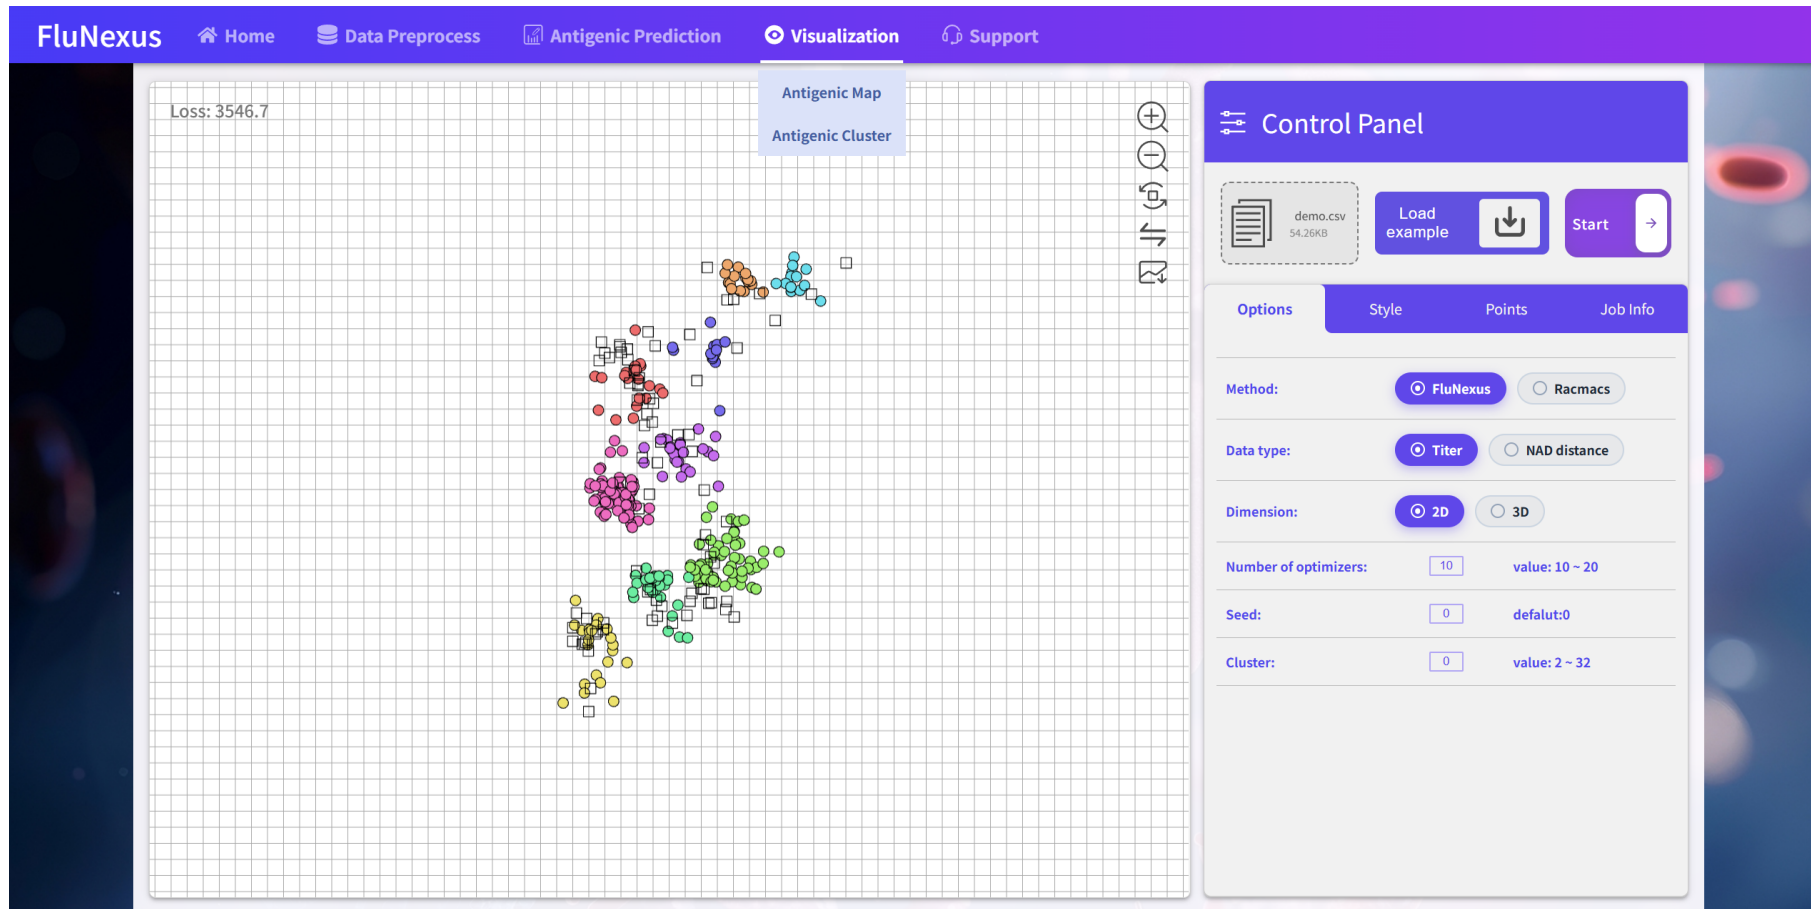 FluNexus Home Data Preprocess Antigenic Prediction Visualization Support
Antigenic Map
Antigenic Cluster
Loss: 3546.7
Control Panel
demo.csv
54.26KB
Load
example
Start
Options Style Points Job Info
Method: FluNexus Racmacs
Data type: Titer NAD distance
Dimension: 2D 3D
Number of optimizers: 10 value: 10 ~ 20
Seed: 0 defalut:0
Cluster: 0 value: 2 ~ 32